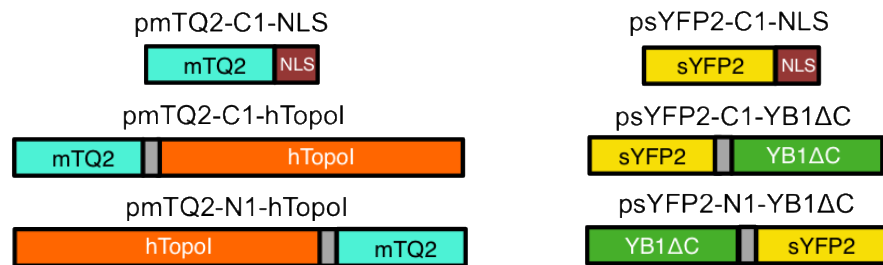 pmTQ2-C1-NLS
mTQ2 NLS
pmTQ2-C1-hTopoI
mTQ2 hTopoI
pmTQ2-N1-hTopoI
hTopoI mTQ2
psYFP2-C1-NLS
sYFP2 NLS
psYFP2-C1-YB1ΔC
sYFP2 YB1ΔC
psYFP2-N1-YB1ΔC
YB1ΔC sYFP2